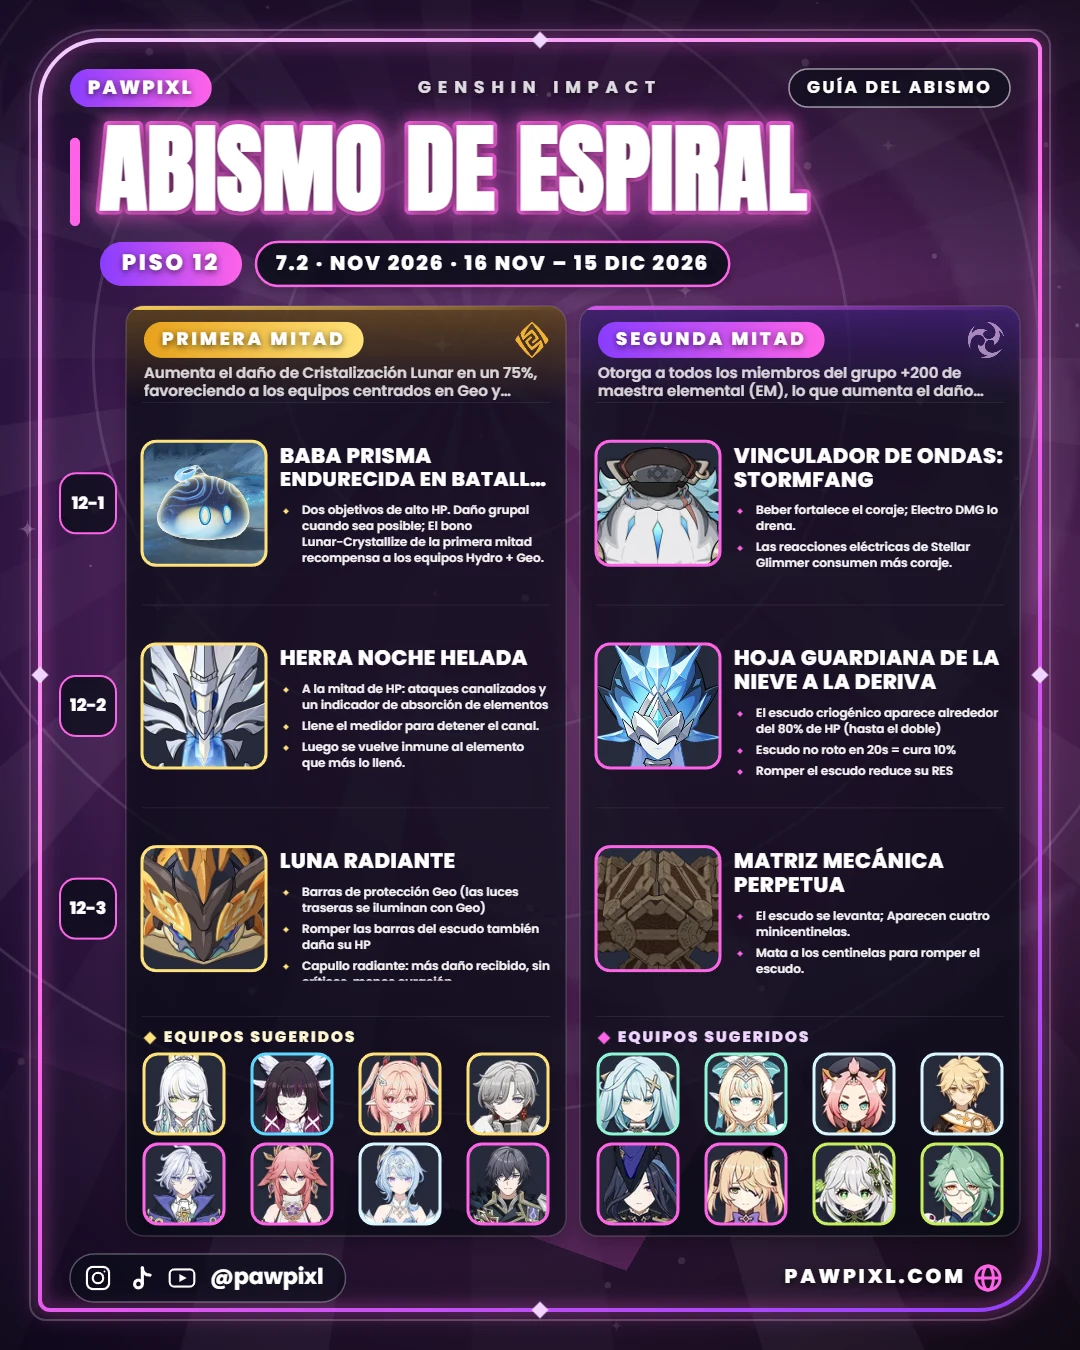 PAWPIXL
GENSHIN IMPACT
GUÍA DEL ABISMO
ABISMO DE ESPIRAL
PISO 12
7.2 · NOV 2026 · 16 NOV – 15 DIC 2026
PRIMERA MITAD
Aumenta el daño de Cristalización Lunar en un 75%,
favoreciendo a los equipos centrados en Geo y...
SEGUNDA MITAD
Otorga a todos los miembros del grupo +200 de
maestra elemental (EM), lo que aumenta el daño...
12-1
BABA PRISMA
ENDURECIDA EN BATALL...
Dos objetivos de alto HP. Daño grupal
cuando sea posible; El bono
Lunar-Crystallize de la primera mitad
recompensa a los equipos Hydro + Geo.
VINCULADOR DE ONDAS:
STORMFANG
Beber fortalece el coraje; Electro DMG lo
drena.
Las reacciones eléctricas de Stellar
Glimmer consumen más coraje.
12-2
HERRA NOCHE HELADA
A la mitad de HP: ataques canalizados y
un indicador de absorción de elementos
Llene el medidor para detener el canal.
Luego se vuelve inmune al elemento
que más lo llenó.
HOJA GUARDIANA DE LA
NIEVE A LA DERIVA
El escudo criogénico aparece alrededor
del 80% de HP (hasta el doble)
Escudo no roto en 20s = cura 10%
Romper el escudo reduce su RES
12-3
LUNA RADIANTE
Barras de protección Geo (las luces
traseras se iluminan con Geo)
Romper las barras del escudo también
daña su HP
Capullo radiante: más daño recibido, sin
MATRIZ MECÁNICA
PERPETUA
El escudo se levanta; Aparecen cuatro
minicentinelas.
Mata a los centinelas para romper el
escudo.
EQUIPOS SUGERIDOS
EQUIPOS SUGERIDOS
@pawpixl
PAWPIXL.COM